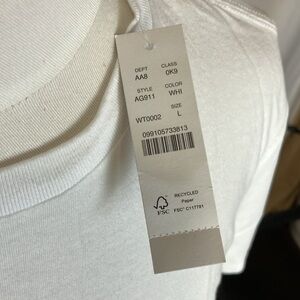 DEPT CLASS
AA8 0K9
STYLE COLOR
AG911 WHI
SIZE
WT0002 L
099105733813
RECYCLED
Paper
FSC
FSC® C117781